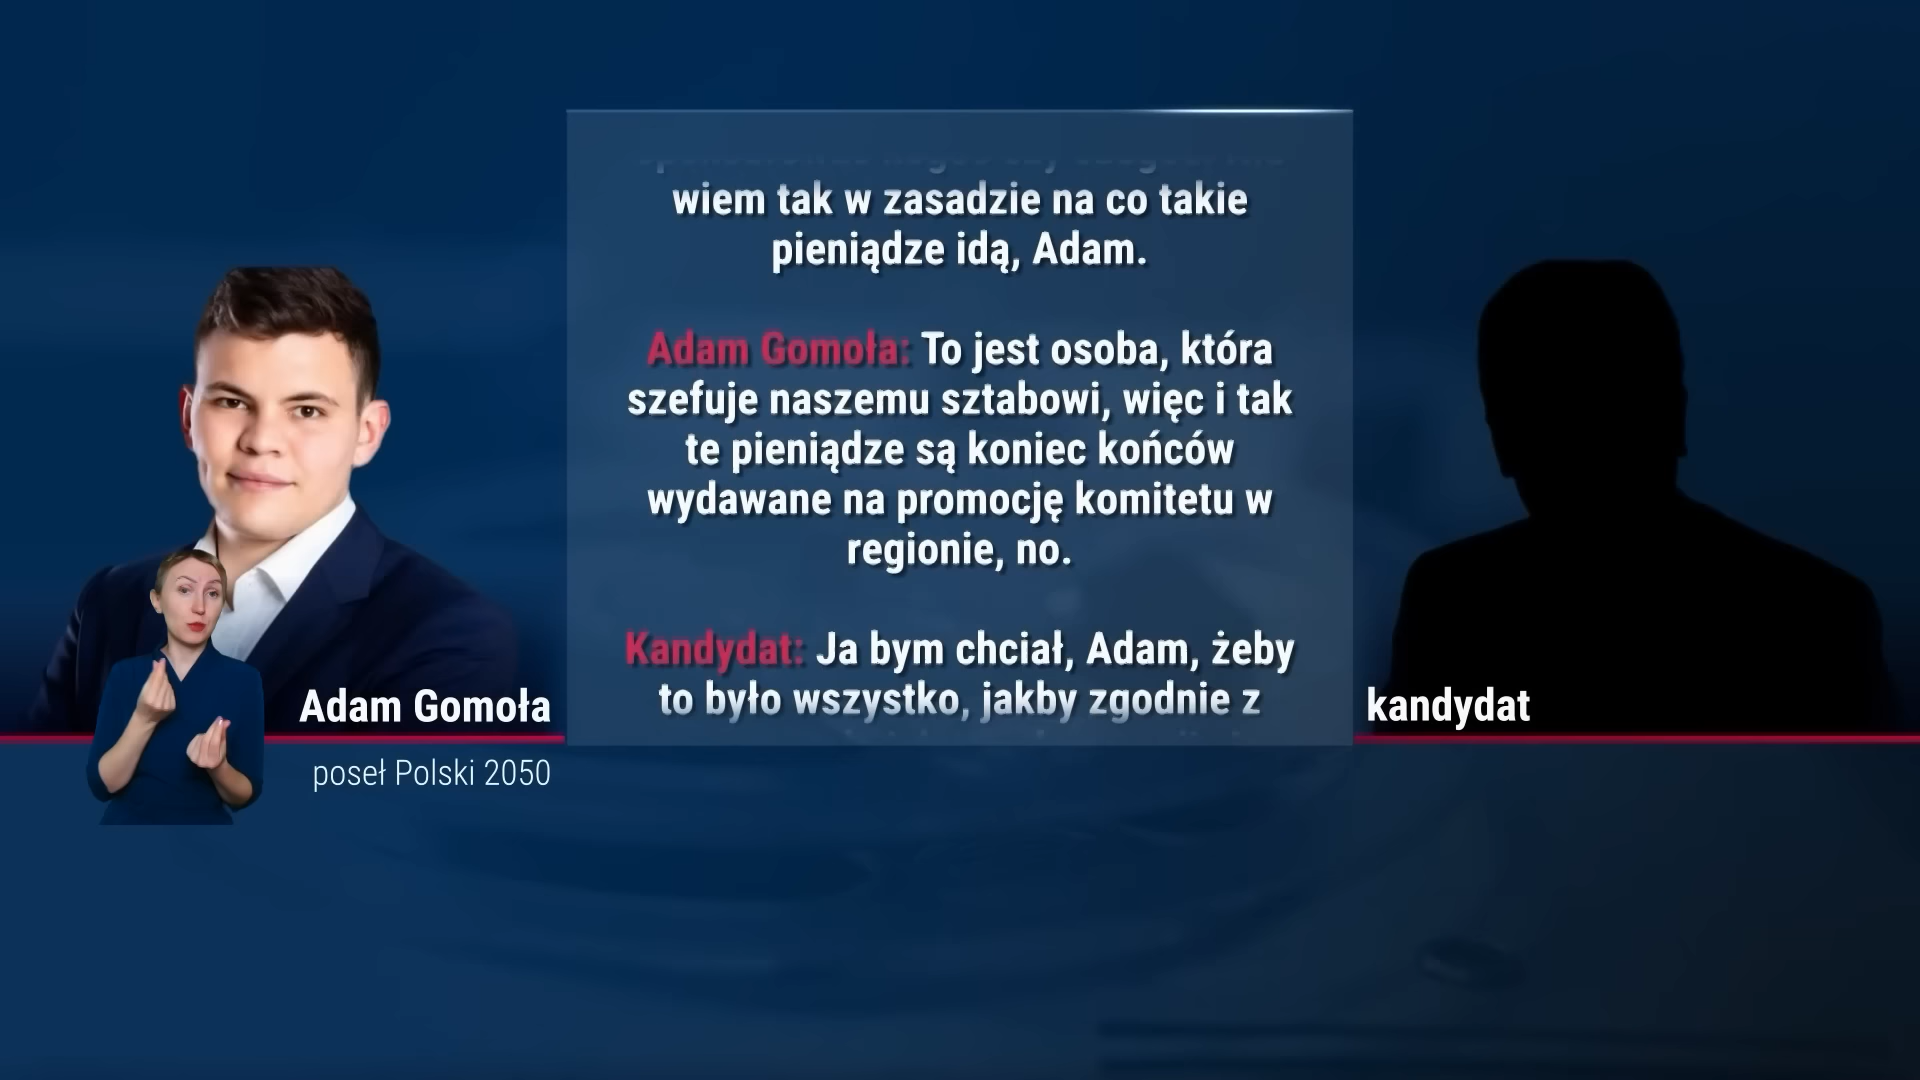 wiem tak w zasadzie na co takie
pieniądze idą, Adam.
Adam Gomoła: To jest osoba, która
szefuje naszemu sztabowi, więc i tak
te pieniądze są koniec końców
wydawane na promocję komitetu w
regionie, no.
Kandydat: Ja bym chciał, Adam, żeby
to było wszystko, jakby zgodnie z
Adam Gomoła
poseł Polski 2050
kandydat